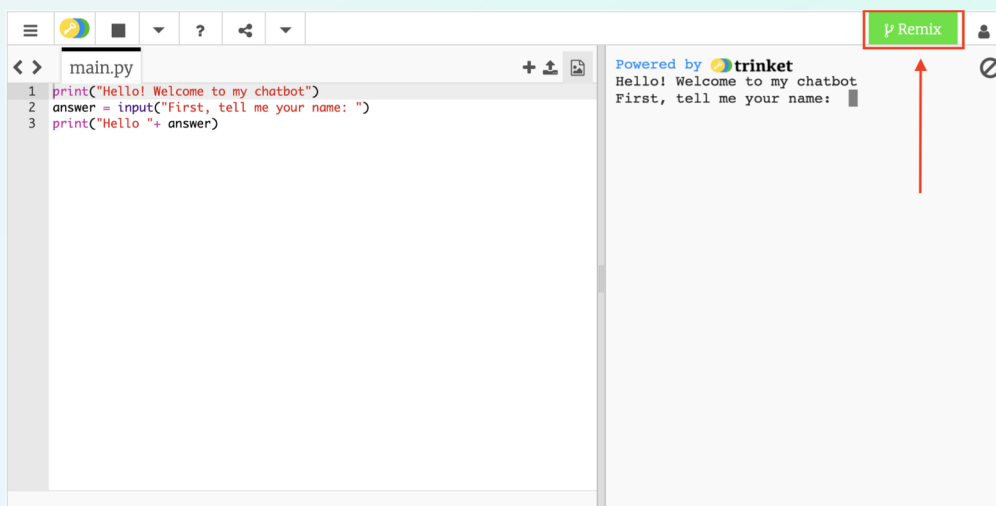 ?
Remix
main.py
1 print("Hello! Welcome to my chatbot")
2 answer = input("First, tell me your name: ")
3 print("Hello "+ answer)
Powered by trinket
Hello! Welcome to my chatbot
First, tell me your name: